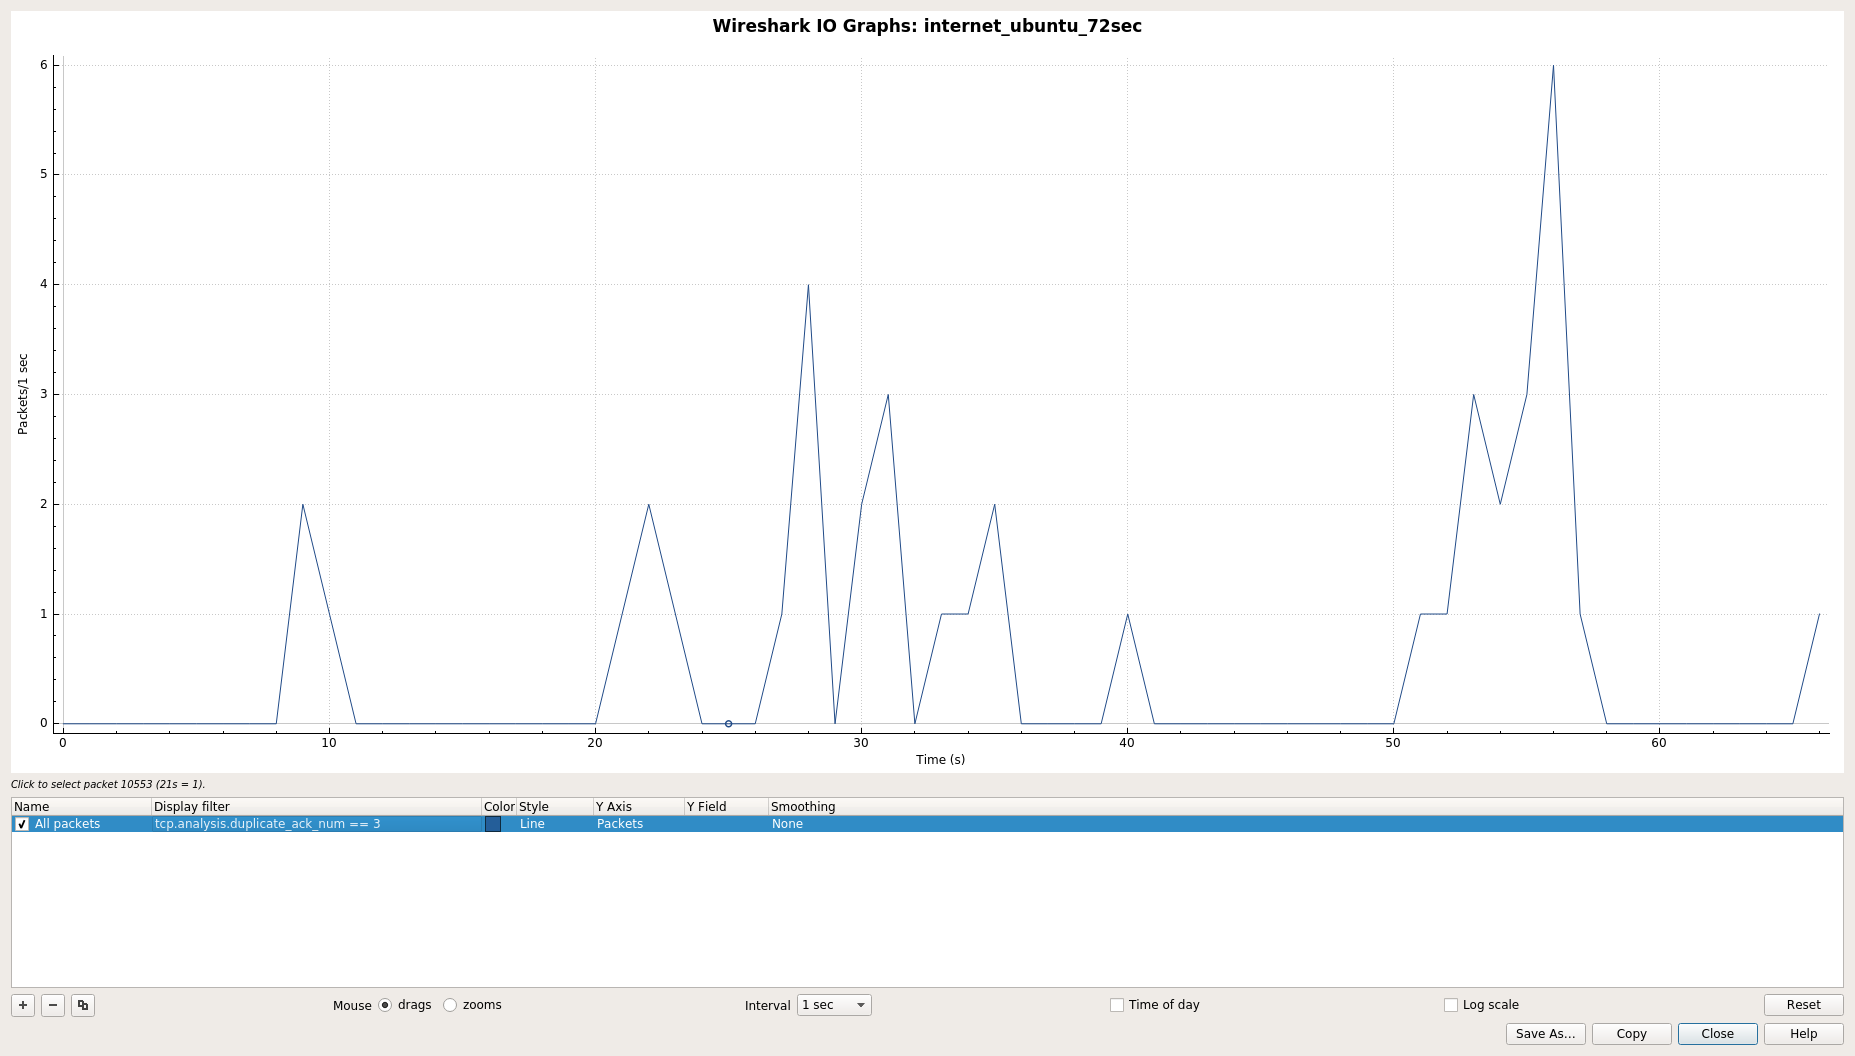 Wireshark IO Graphs: internet_ubuntu_72sec
6
5
4
3
2
1
0
Packets/1 sec
0 10 20 30 40 50 60
Time (s)
Click to select packet 10553 (21s = 1).
Name Display filter Color Style Y Axis Y Field Smoothing
All packets tcp.analysis.duplicate_ack_num == 3 Line Packets None
Mouse drags zooms Interval 1 sec Time of day Log scale Reset
Save As... Copy Close Help